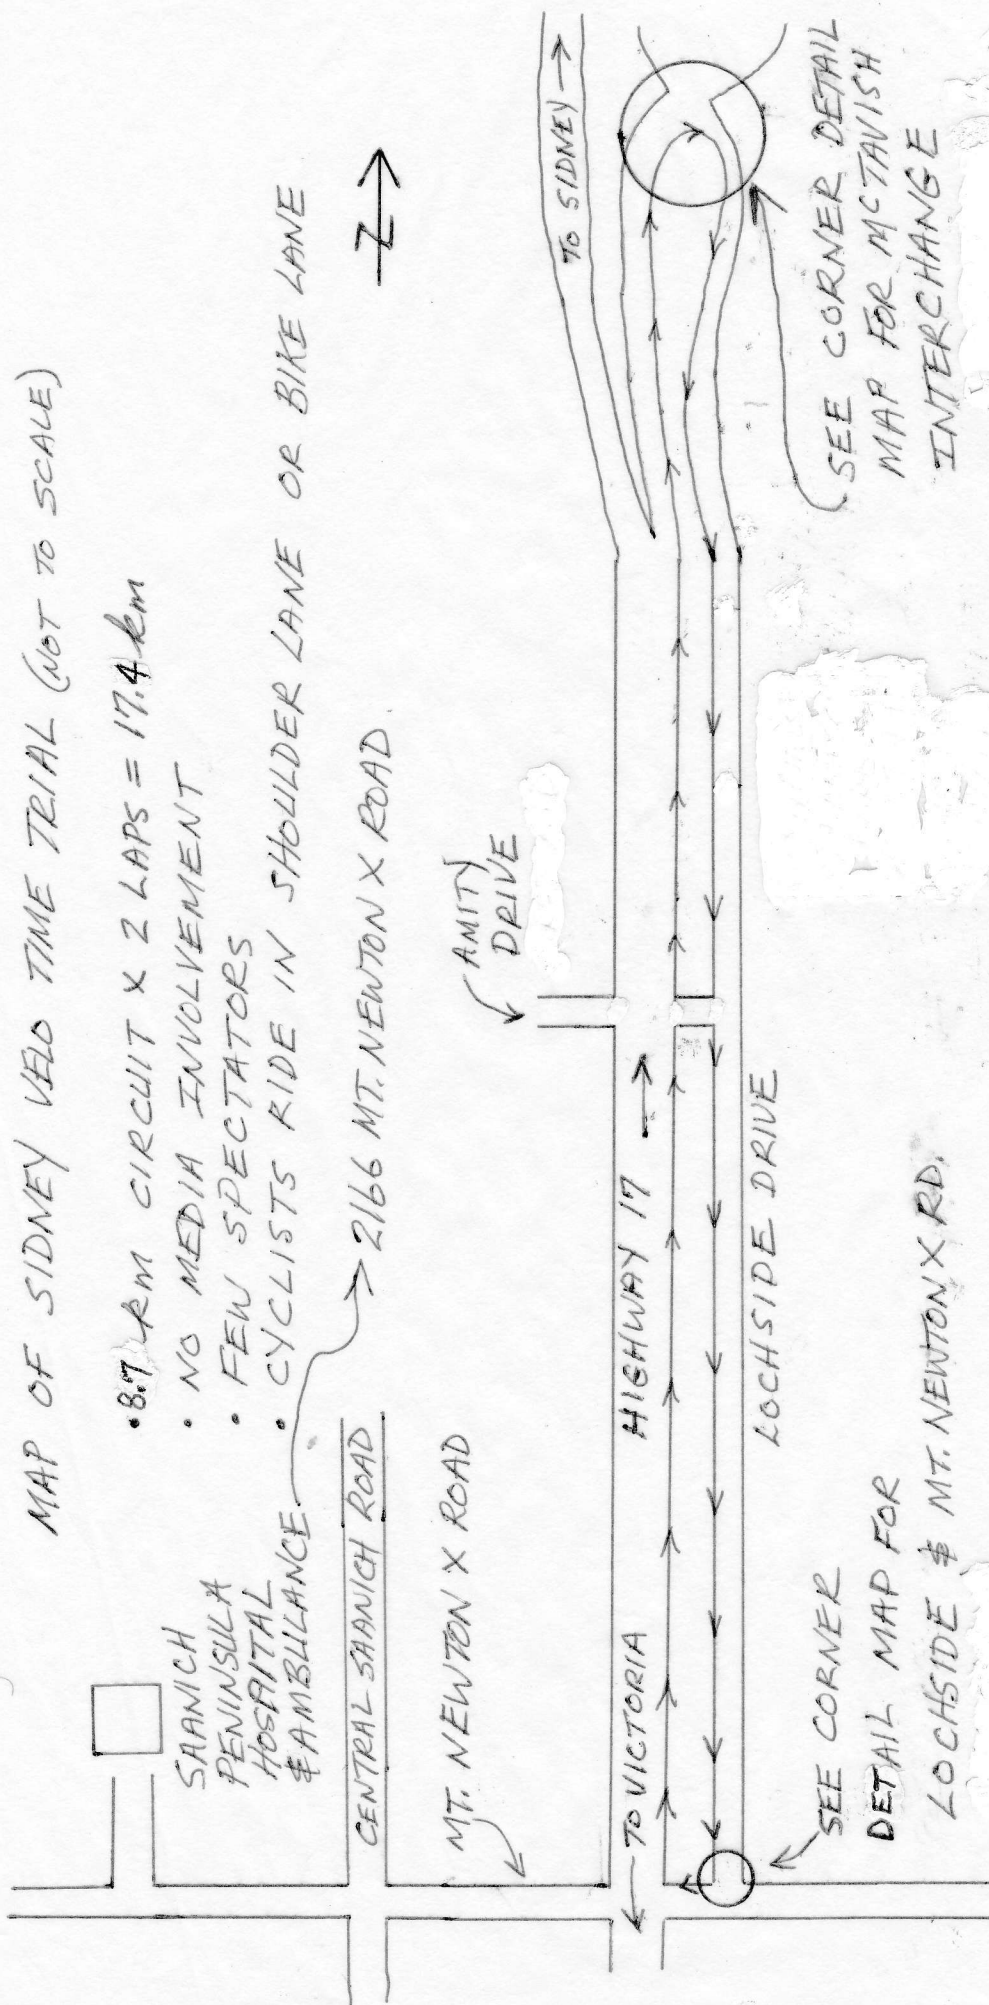 MAP OF SIDNEY VELO TIME TRIAL (NOT TO SCALE)
• 8.7 km CIRCUIT X 2 LAPS = 17.4 km
• NO MEDIA INVOLVEMENT
• FEW SPECTATORS
• CYCLISTS RIDE IN SHOULDER LANE OR BIKE LANE
SAANICH
PENINSULA
HOSPITAL
& AMBULANCE
2166 MT. NEWTON X ROAD
N
CENTRAL SAANICH ROAD
MT. NEWTON X ROAD
AMITY
DRIVE
TO SIDNEY
TO VICTORIA
HIGHWAY 17
LOCHSIDE DRIVE
SEE CORNER
DETAIL MAP FOR
LOCHSIDE & MT. NEWTON X RD.
SEE CORNER DETAIL
MAP FOR MCTAVISH
INTERCHANGE